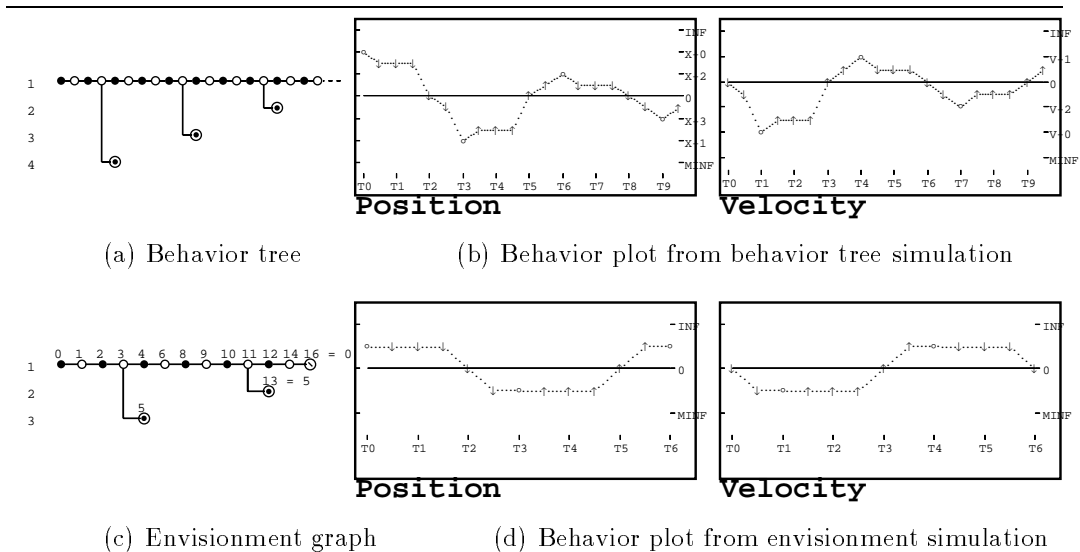 1
2
3
4
INF
X+0
X+2
0
X+3
X+1
MINF
T0 T1 T2 T3 T4 T5 T6 T7 T8 T9
Position
INF
V+1
0
V+2
V+0
MINF
T0 T1 T2 T3 T4 T5 T6 T7 T8 T9
Velocity
(a) Behavior tree
(b) Behavior plot from behavior tree simulation
0 1 2 3 4 6 8 9 10 11 12 14 16 = 0
1
13 = 5
2
5
3
INF
0
MINF
T0 T1 T2 T3 T4 T5 T6
Position
INF
0
MINF
T0 T1 T2 T3 T4 T5 T6
Velocity
(c) Envisionment graph
(d) Behavior plot from envisionment simulation